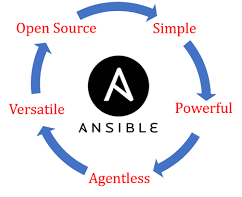 Open Source
Simple
Versatile
Powerful
ANSIBLE
Agentless